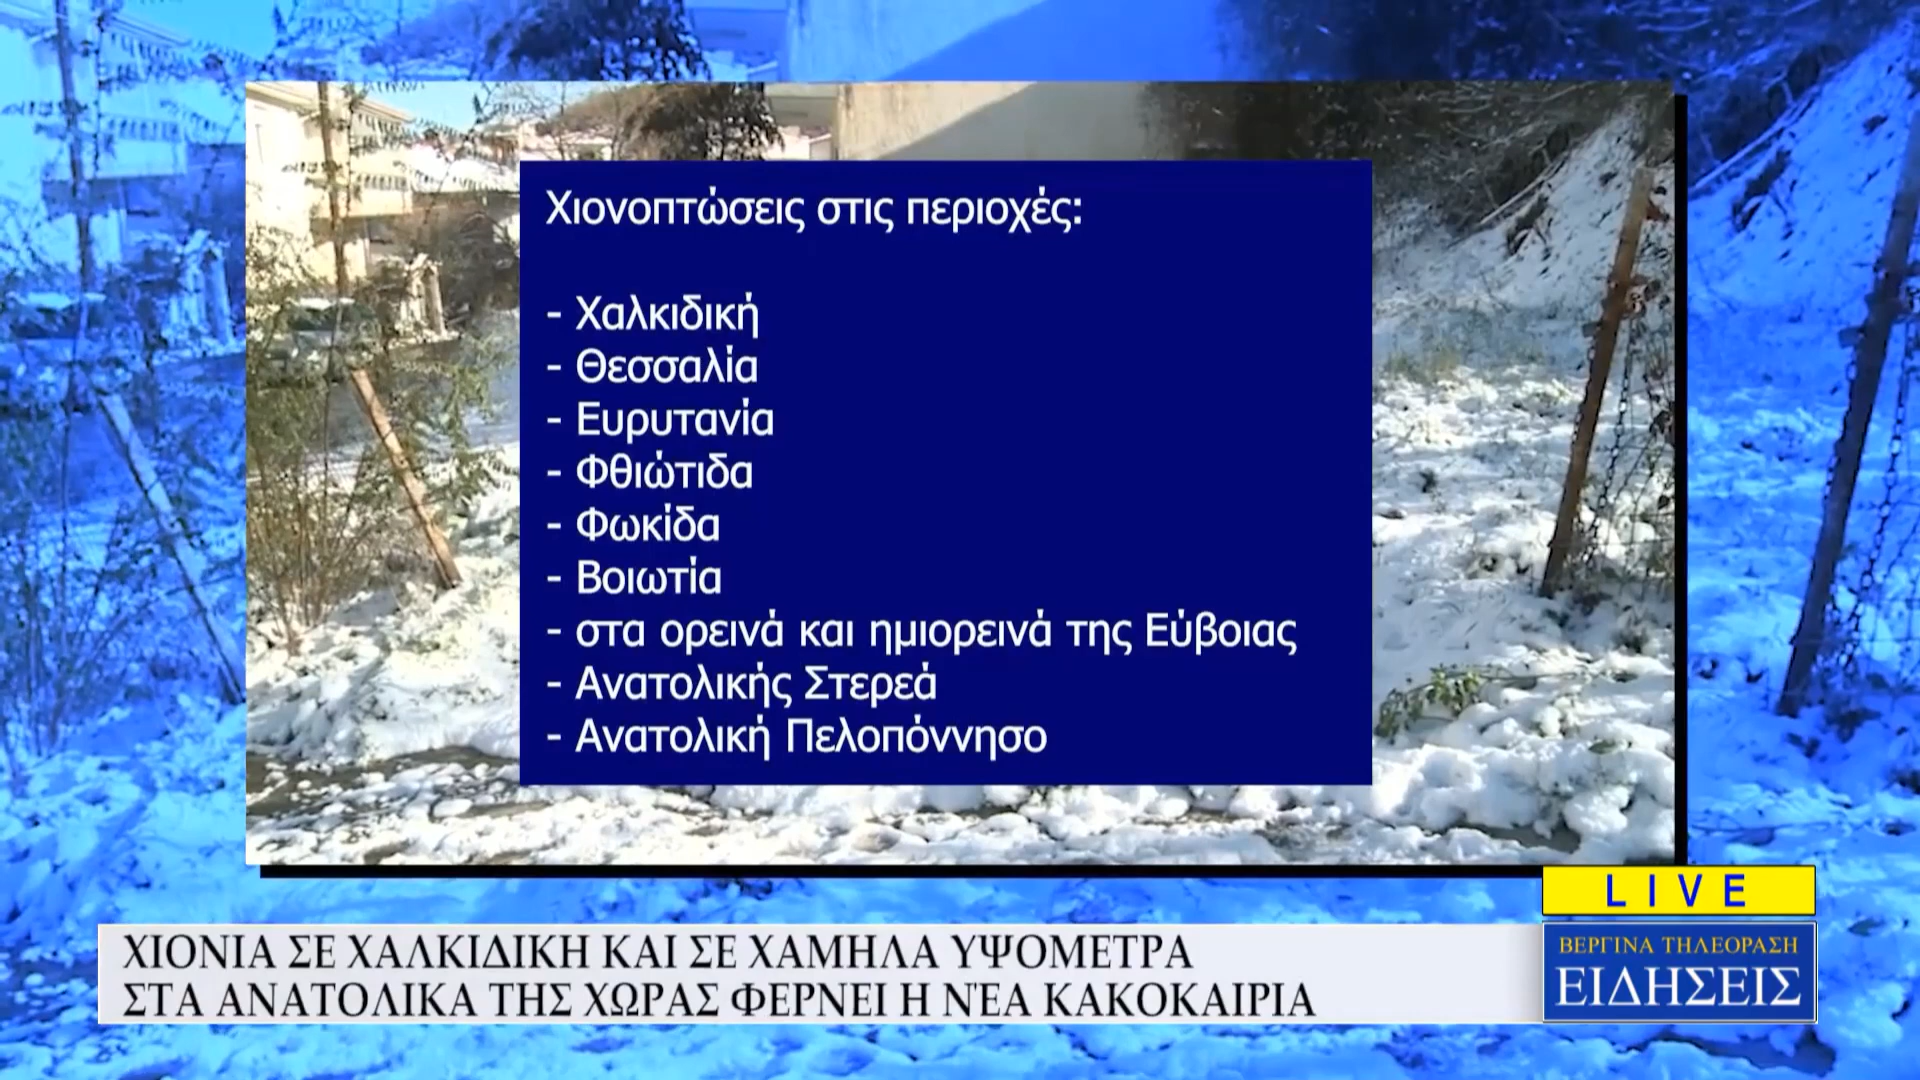 Χιονοπτώσεις στις περιοχές:
- Χαλκιδική
- Θεσσαλία
- Ευρυτανία
- Φθιώτιδα
- Φωκίδα
- Βοιωτία
- στα ορεινά και ημιορεινά της Εύβοιας
- Ανατολικής Στερεά
- Ανατολική Πελοπόννησο
LIVE
ΧΙΟΝΙΑ ΣΕ ΧΑΛΚΙΔΙΚΗ ΚΑΙ ΣΕ ΧΑΜΗΛΑ ΥΨΟΜΕΤΡΑ
ΣΤΑ ΑΝΑΤΟΛΙΚΑ ΤΗΣ ΧΩΡΑΣ ΦΕΡΝΕΙ Η ΝΈΑ ΚΑΚΟΚΑΙΡΙΑ
ΒΕΡΓΙΝΑ ΤΗΛΕΟΡΑΣΗ
ΕΙΔΗΣΕΙΣ